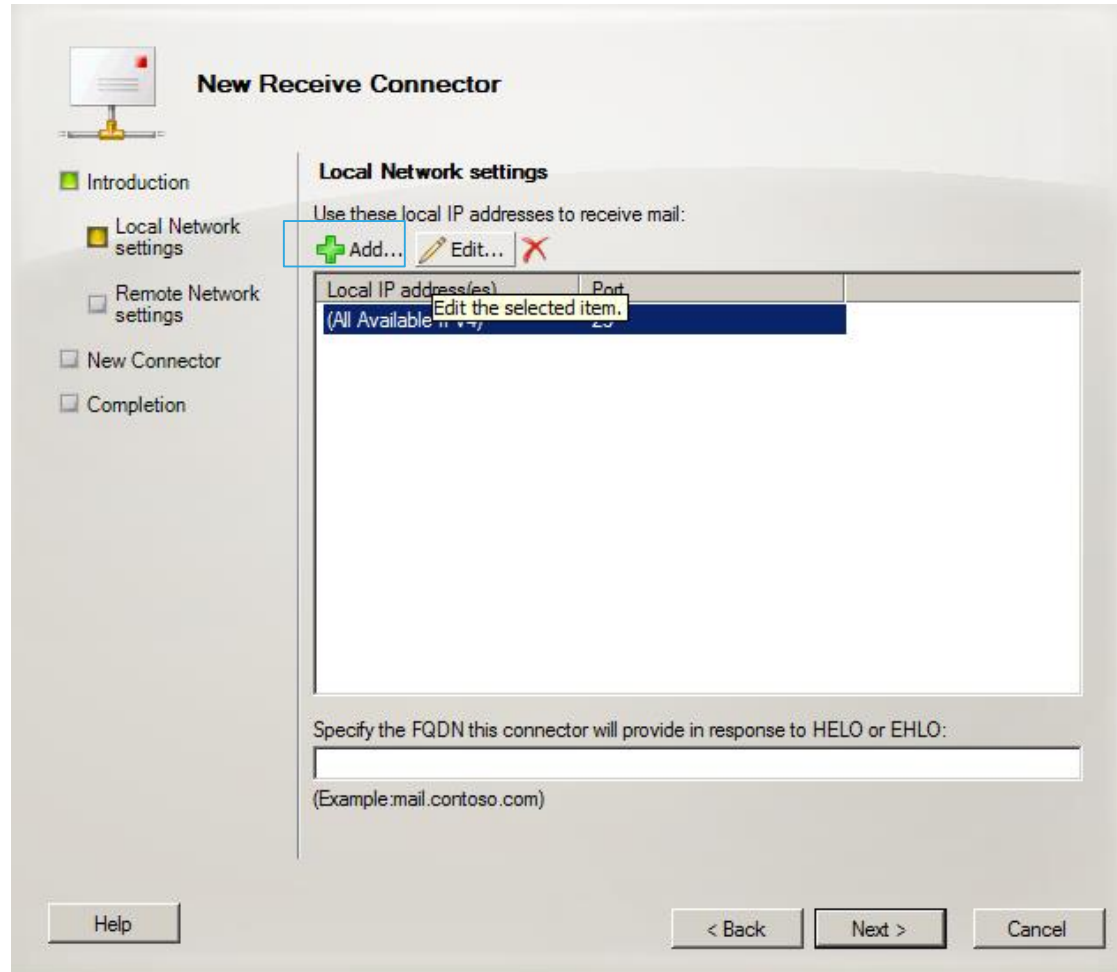 New Receive Connector
Introduction
Local Network
settings
Remote Network
settings
New Connector
Completion
Local Network settings
Use these local IP addresses to receive mail:
Add... Edit...
Local IP address(es) Port
Edit the selected item.
(All Available
Specify the FQDN this connector will provide in response to HELO or EHLO:
(Example:mail.contoso.com)
Help < Back Next > Cancel